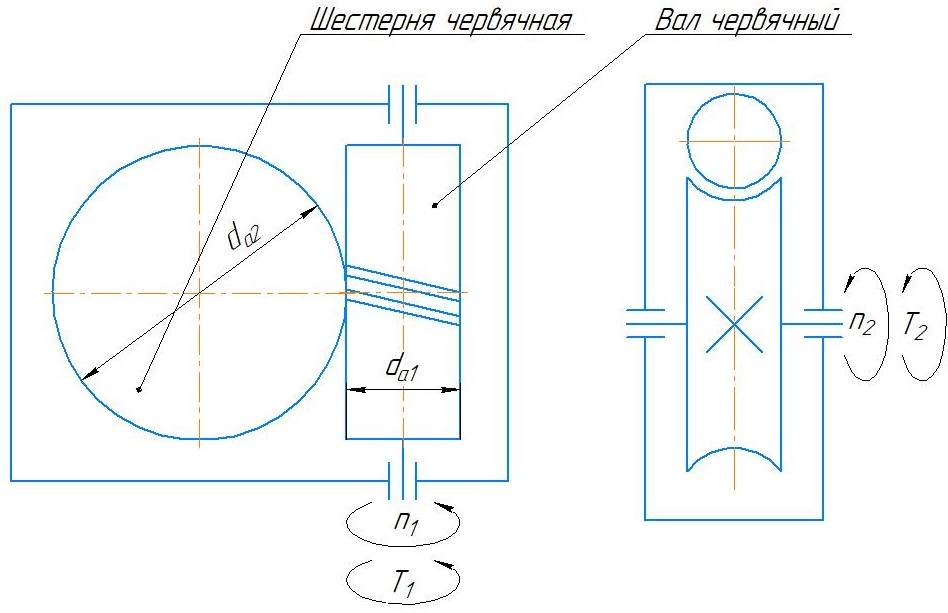 Шестерня червячная
Вал червячный
da2
da1
n1
T1
n2
T2